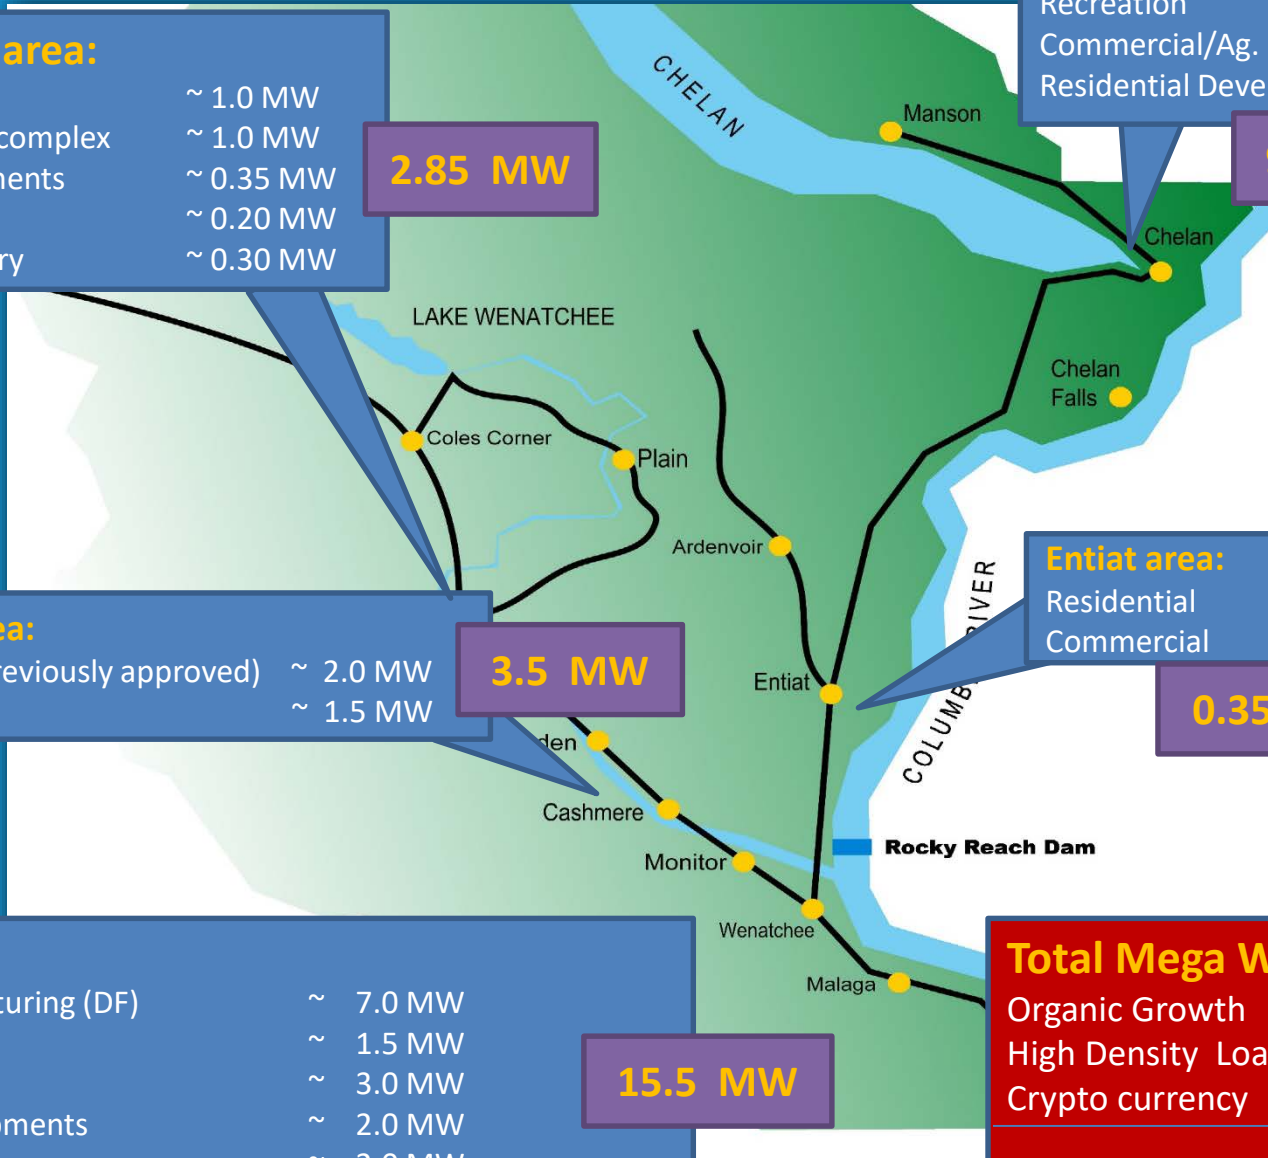 area:
~ 1.0 MW
complex ~ 1.0 MW
ments ~ 0.35 MW
~ 0.20 MW
ry ~ 0.30 MW
2.85 MW
Recreation
Commercial/Ag.
Residential Deve
CHELAN
Manson
Chelan
LAKE WENATCHEE
Chelan
Falls
Coles Corner
Plain
Ardenvoir
COLUMB RIVER
Entiat area:
Residential
Commercial
0.35
ea:
reviously approved) ~ 2.0 MW
~ 1.5 MW
3.5 MW
Entiat
den
Cashmere
Monitor
Rocky Reach Dam
Wenatchee
Malaga
turing (DF) ~ 7.0 MW
~ 1.5 MW
~ 3.0 MW
pments ~ 2.0 MW
15.5 MW
Total Mega W
Organic Growth
High Density Loa
Crypto currency